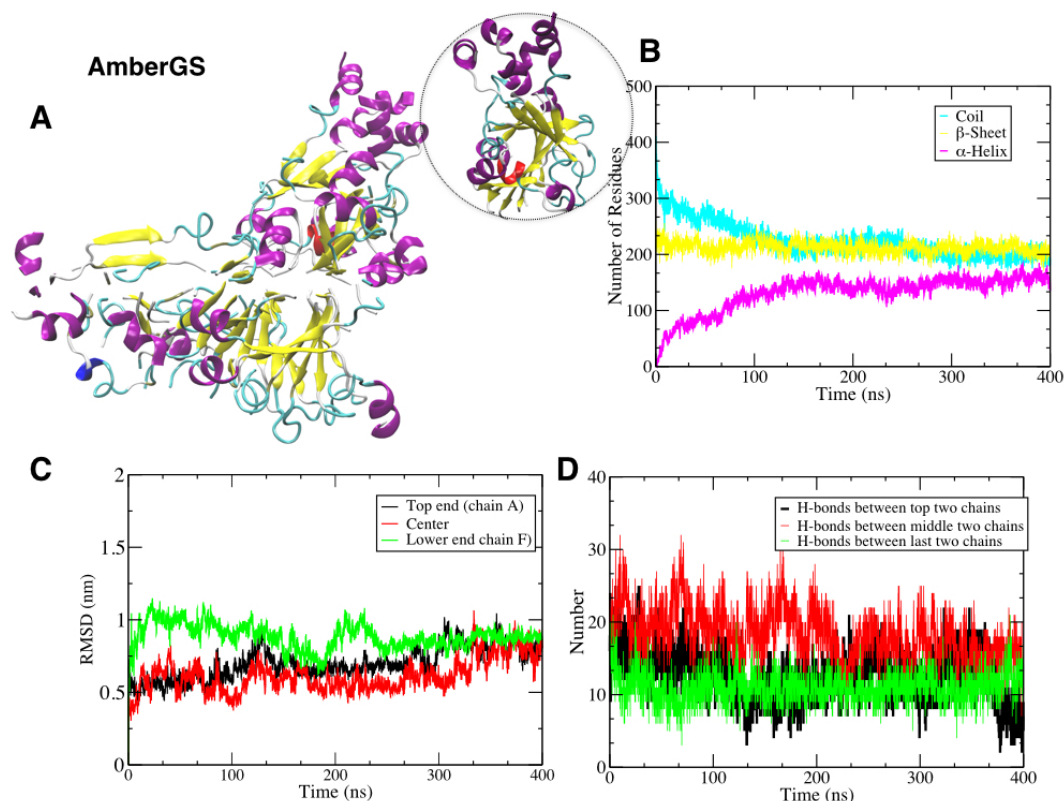 AmberGS
A
B
500
400
300
200
100
0
Number of Residues
Coil
β-Sheet
α-Helix
0
100
200
300
400
Time (ns)
C
2
1.5
1
0.5
0
RMSD (nm)
Top end (chain A)
Center
Lower end chain F)
0
100
200
300
400
Time (ns)
D
40
30
20
10
0
Number
H-bonds between top two chains
H-bonds between middle two chains
H-bonds between last two chains
0
100
200
300
400
Time (ns)